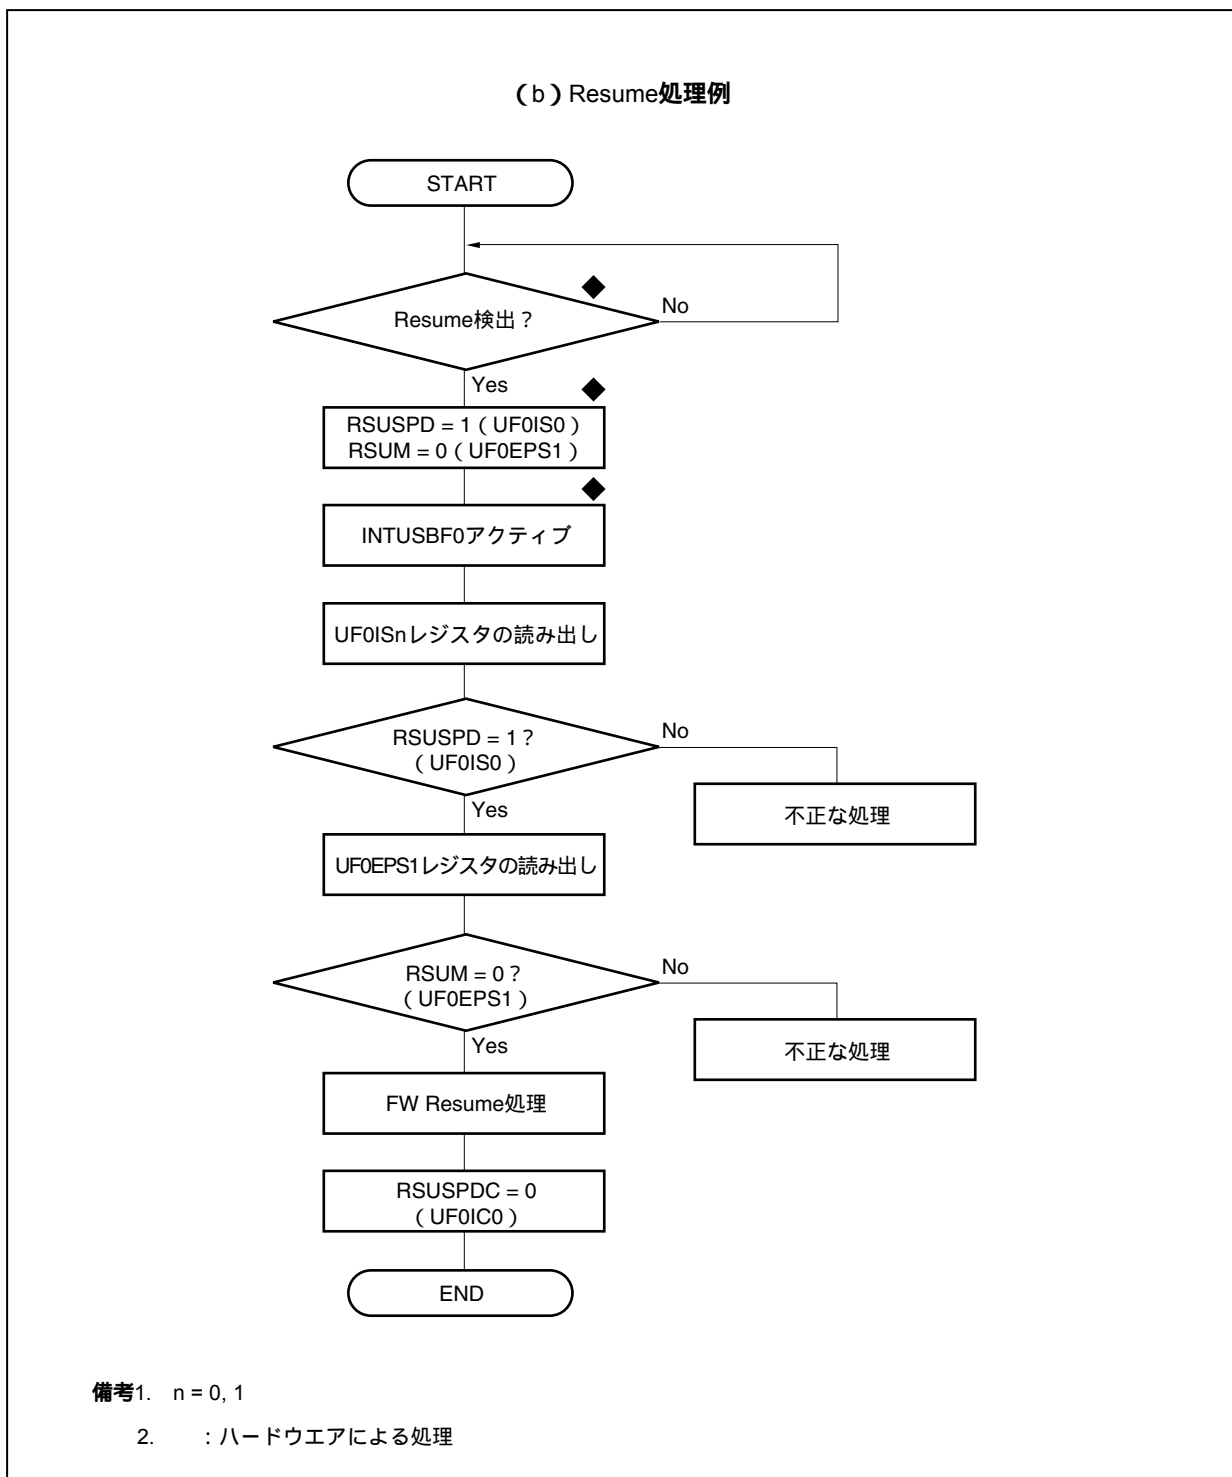 （b）Resume処理例
START
Resume検出？
No
Yes
RSUSPD = 1（UF0IS0）
RSUM = 0（UF0EPS1）
INTUSBF0アクティブ
UF0ISnレジスタの読み出し
RSUSPD = 1？
（UF0IS0）
No
Yes
不正な処理
UF0EPS1レジスタの読み出し
RSUM = 0？
（UF0EPS1）
No
Yes
不正な処理
FW Resume処理
RSUSPDC = 0
（UF0IC0）
END
備考1. n = 0, 1
2. ：ハードウエアによる処理